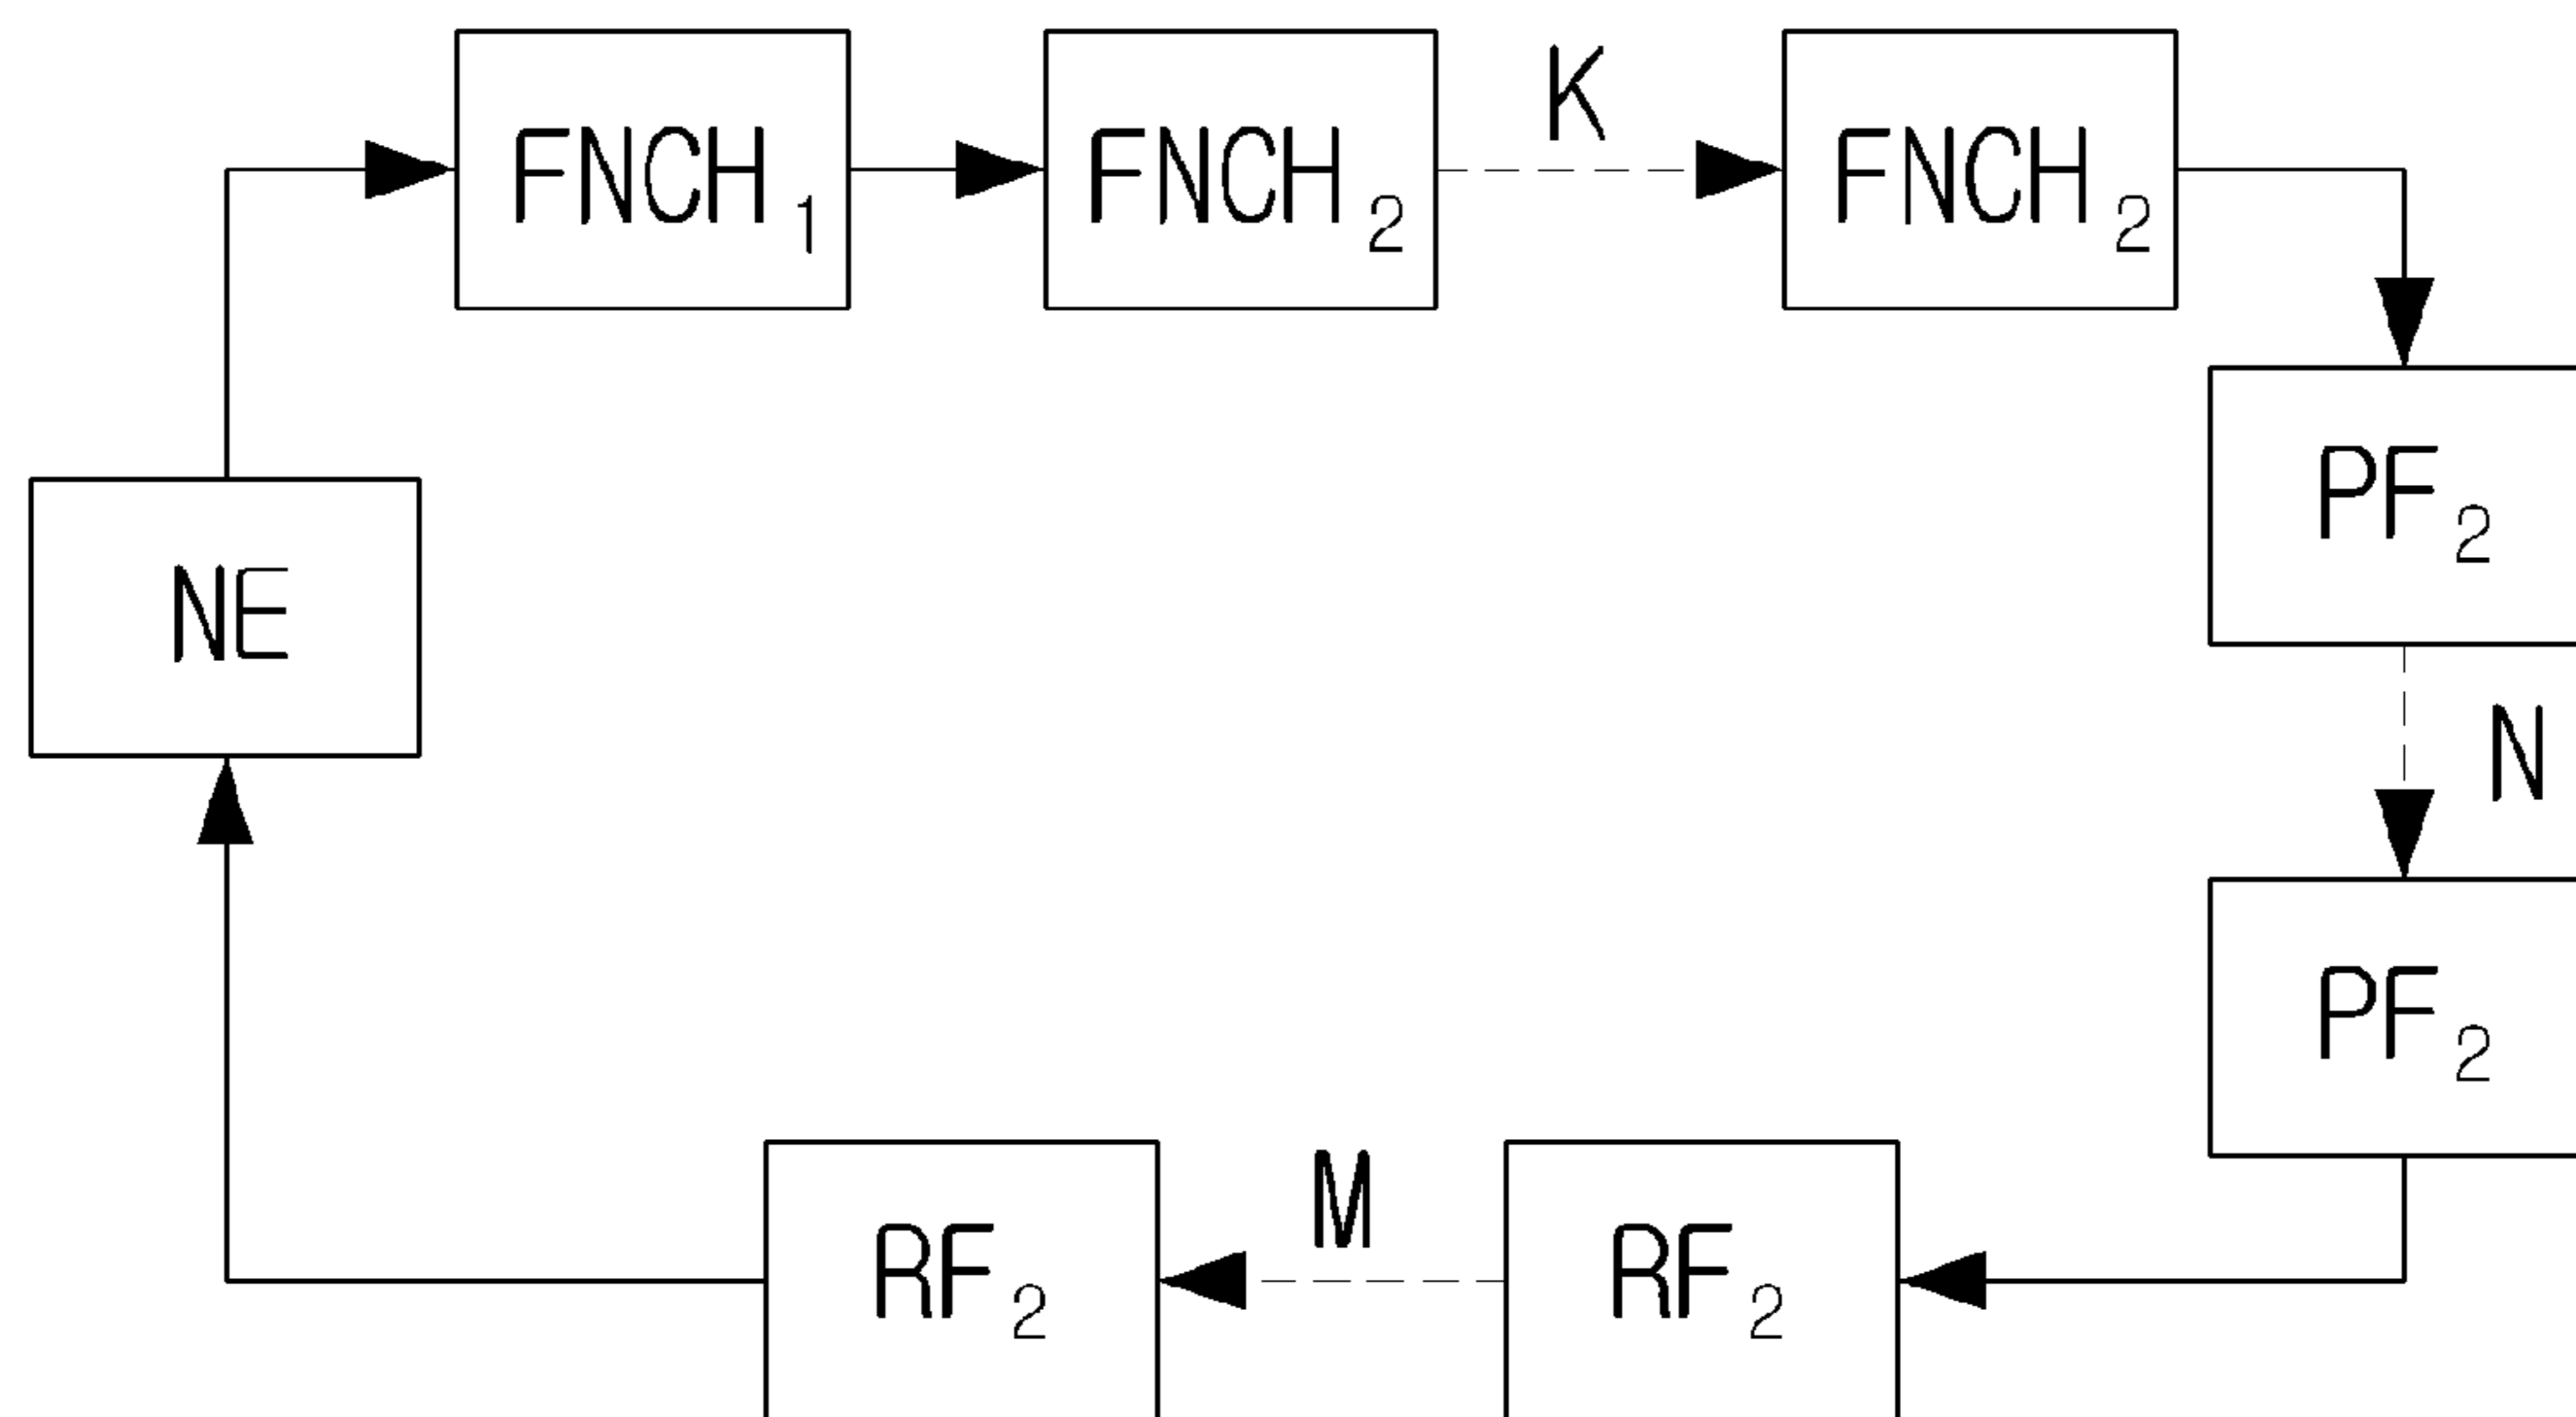 K
FNCH₁ FNCH₂ FNCH₂
PF₂
NE
N
PF₂
M
RF₂ RF₂